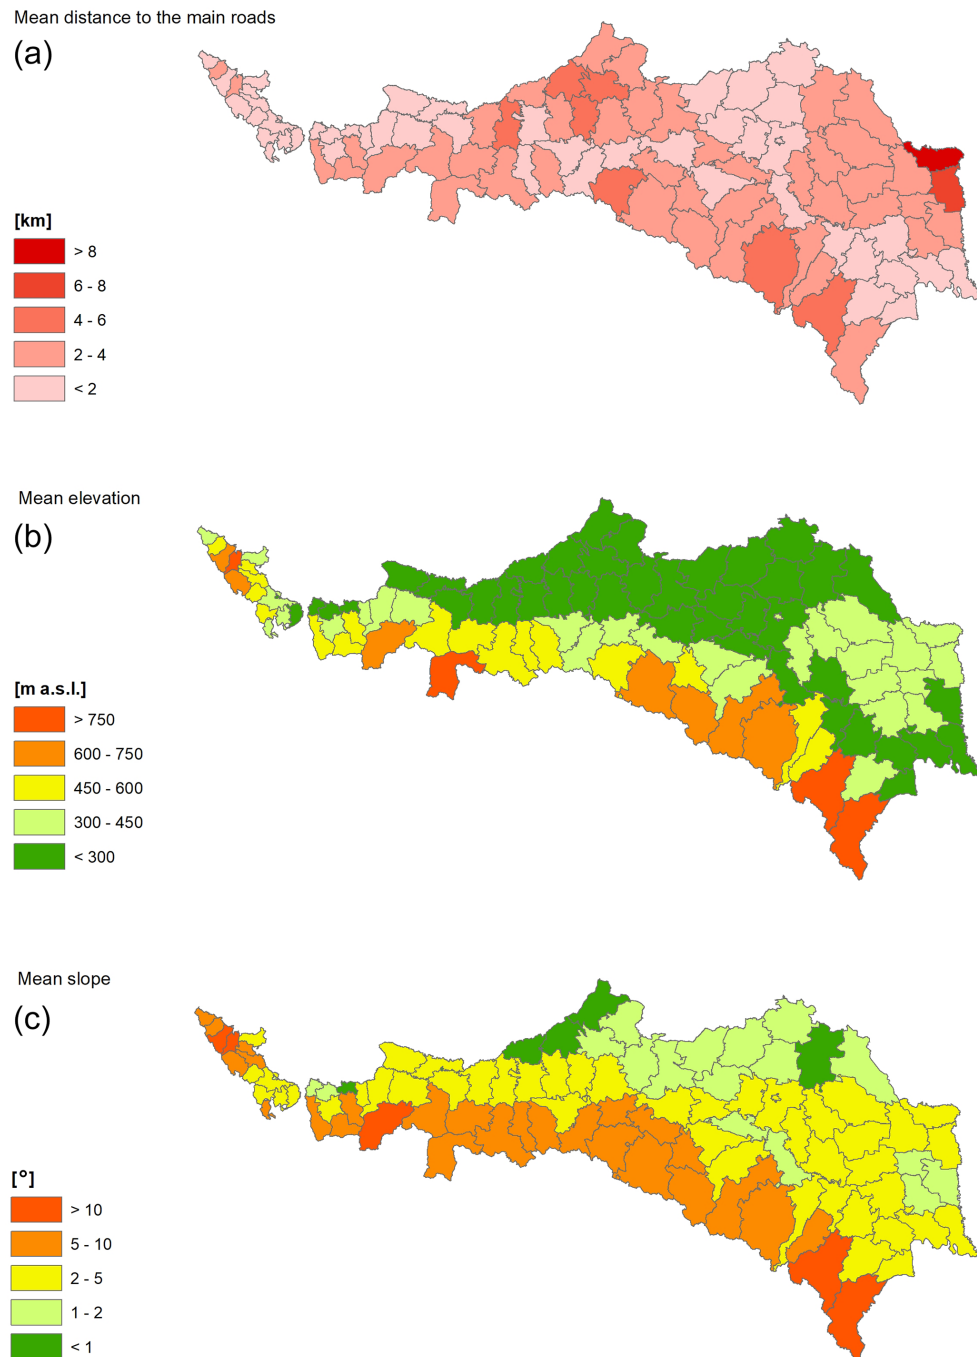 Mean distance to the main roads
(a)
[km]
> 8
6 - 8
4 - 6
2 - 4
< 2
Mean elevation
(b)
[m a.s.l.]
> 750
600 - 750
450 - 600
300 - 450
< 300
Mean slope
(c)
[°]
> 10
5 - 10
2 - 5
1 - 2
< 1